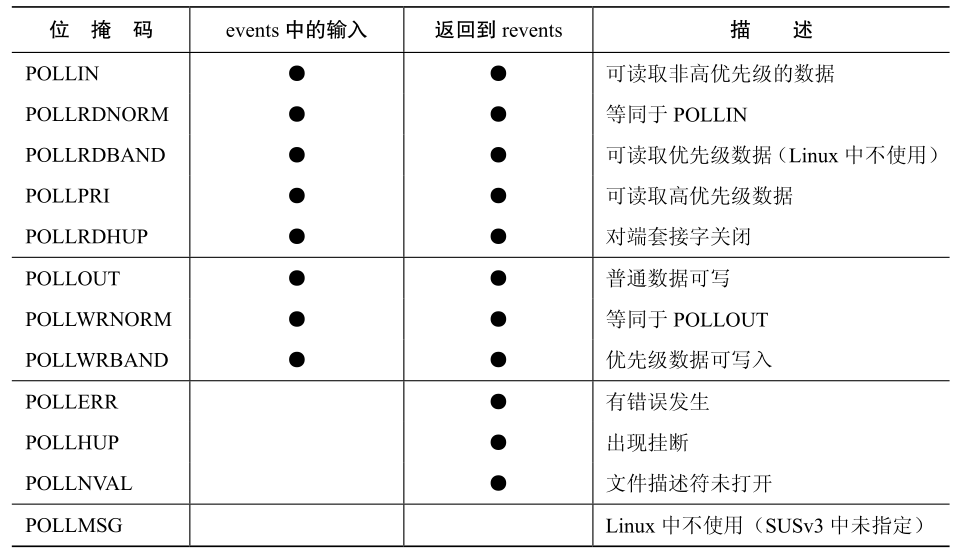 位 掩 码 events 中的输入 返回到 revents 描 述
POLLIN ● ● 可读取非高优先级的数据
POLLRDNORM ● ● 等同于 POLLIN
POLLRDBAND ● ● 可读取优先级数据（Linux 中不使用）
POLLPRI ● ● 可读取高优先级数据
POLLRDHUP ● ● 对端套接字关闭
POLLOUT ● ● 普通数据可写
POLLWRNORM ● ● 等同于 POLLOUT
POLLWRBAND ● ● 优先级数据可写入
POLLERR ● 有错误发生
POLLHUP ● 出现挂断
POLLNVAL ● 文件描述符未打开
POLLMSG Linux 中不使用（SUSv3 中未指定）